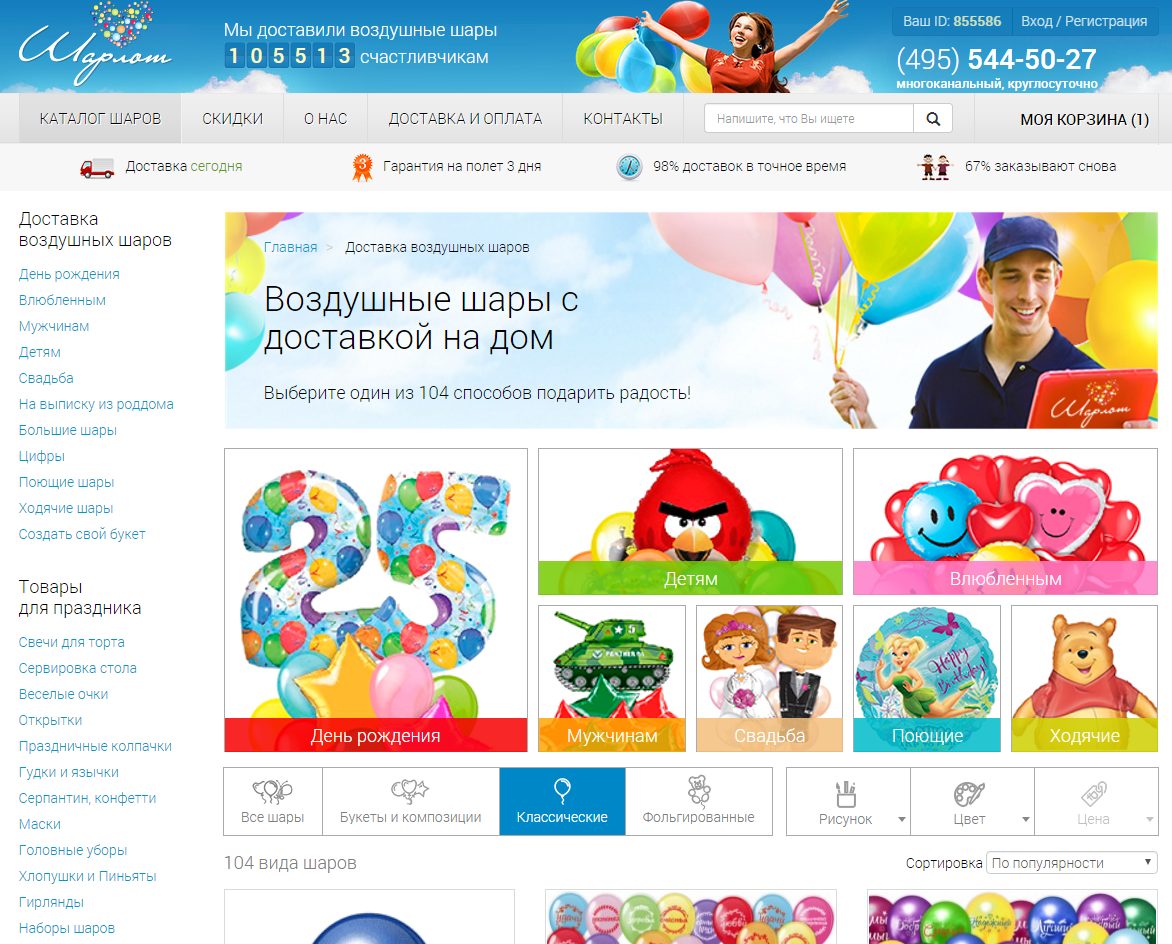 Шарлот
Мы доставили воздушные шары
105513 счастливчикам
Ваш ID: 855586
Вход / Регистрация
(495) 544-50-27
многоканальный, круглосуточно
КАТАЛОГ ШАРОВ
СКИДКИ
О НАС
ДОСТАВКА И ОПЛАТА
КОНТАКТЫ
Напишите, что Вы ищете
МОЯ КОРЗИНА (1)
Доставка сегодня
3
Гарантия на полет 3 дня
98% доставок в точное время
67% заказывают снова
Доставка
воздушных шаров
День рождения
Влюбленным
Мужчинам
Детям
Свадьба
На выписку из роддома
Большие шары
Цифры
Поющие шары
Ходячие шары
Создать свой букет
Товары
для праздника
Свечи для торта
Сервировка стола
Веселые очки
Открытки
Праздничные колпачки
Гудки и язычки
Серпантин, конфетти
Маски
Головные уборы
Хлопушки и Пиньяты
Гирлянды
Наборы шаров
Главная > Доставка воздушных шаров
Воздушные шары с
доставкой на дом
Выберите один из 104 способов подарить радость!
Шарлот
25
День рождения
Детям
Влюбленным
PANTHER
Мужчинам
Свадьба
Happy
Birthday!
Поющие
Ходячие
Все шары
Букеты и композиции
Классические
Фольгированные
Рисунок
Цвет
Цена
104 вида шаров
Сортировка
По популярности